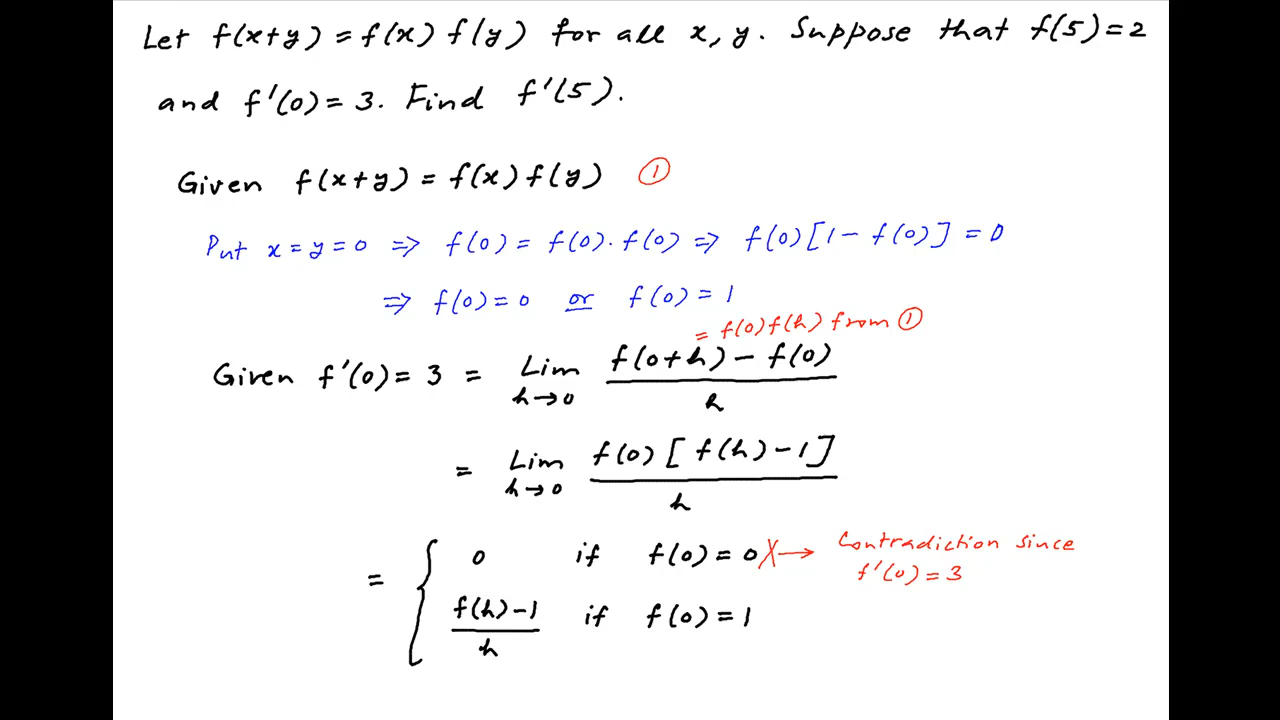 Let f(x+y) = f(x) f(y) for all x, y. Suppose that f(5)=2
and f'(0)= 3. Find f'(5).
Given f(x+y) = f(x) f(y) ①
Put x = y = 0 ⇒ f(0) = f(0). f(0) ⇒ f(0)[1 - f(0)] = 0
⇒ f(0) = 0 or f(0) = 1
= f(0) f(h) from ①
Given f'(0)= 3 = Lim h→0 f(0+h) - f(0) / h
= Lim h→0 f(0) [ f(h) - 1] / h
= { 0 if f(0) = 0 X → Contradiction since
f'(0) = 3
f(h) - 1 / h if f(0) = 1